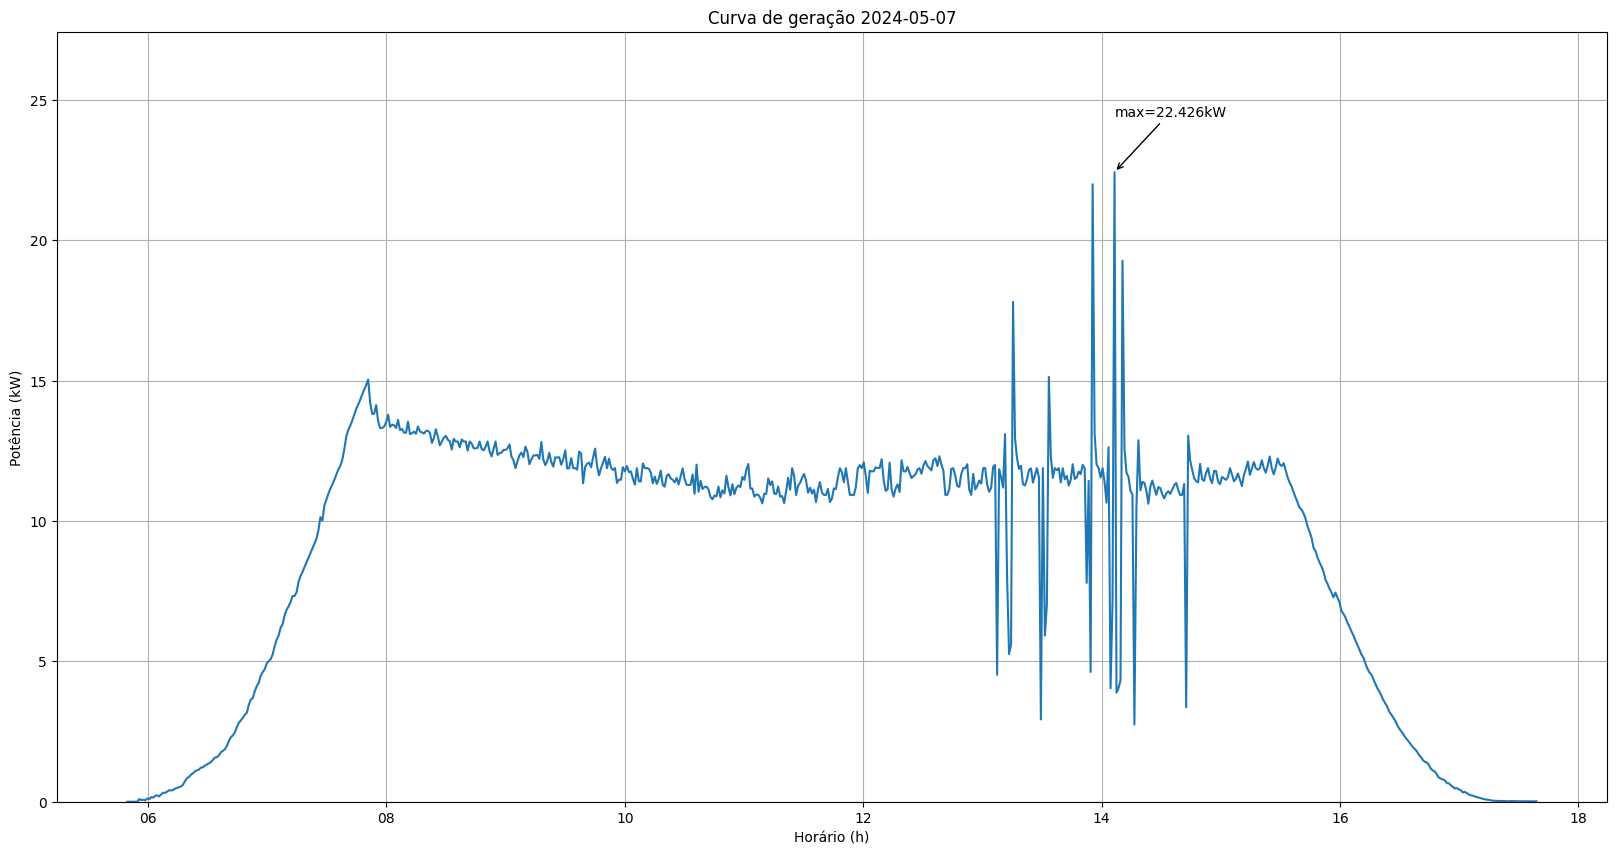 Curva de geração 2024-05-07
max=22.426kW
Potência (kW)
25
20
15
10
5
0
06 08 10 12 14 16 18
Horário (h)